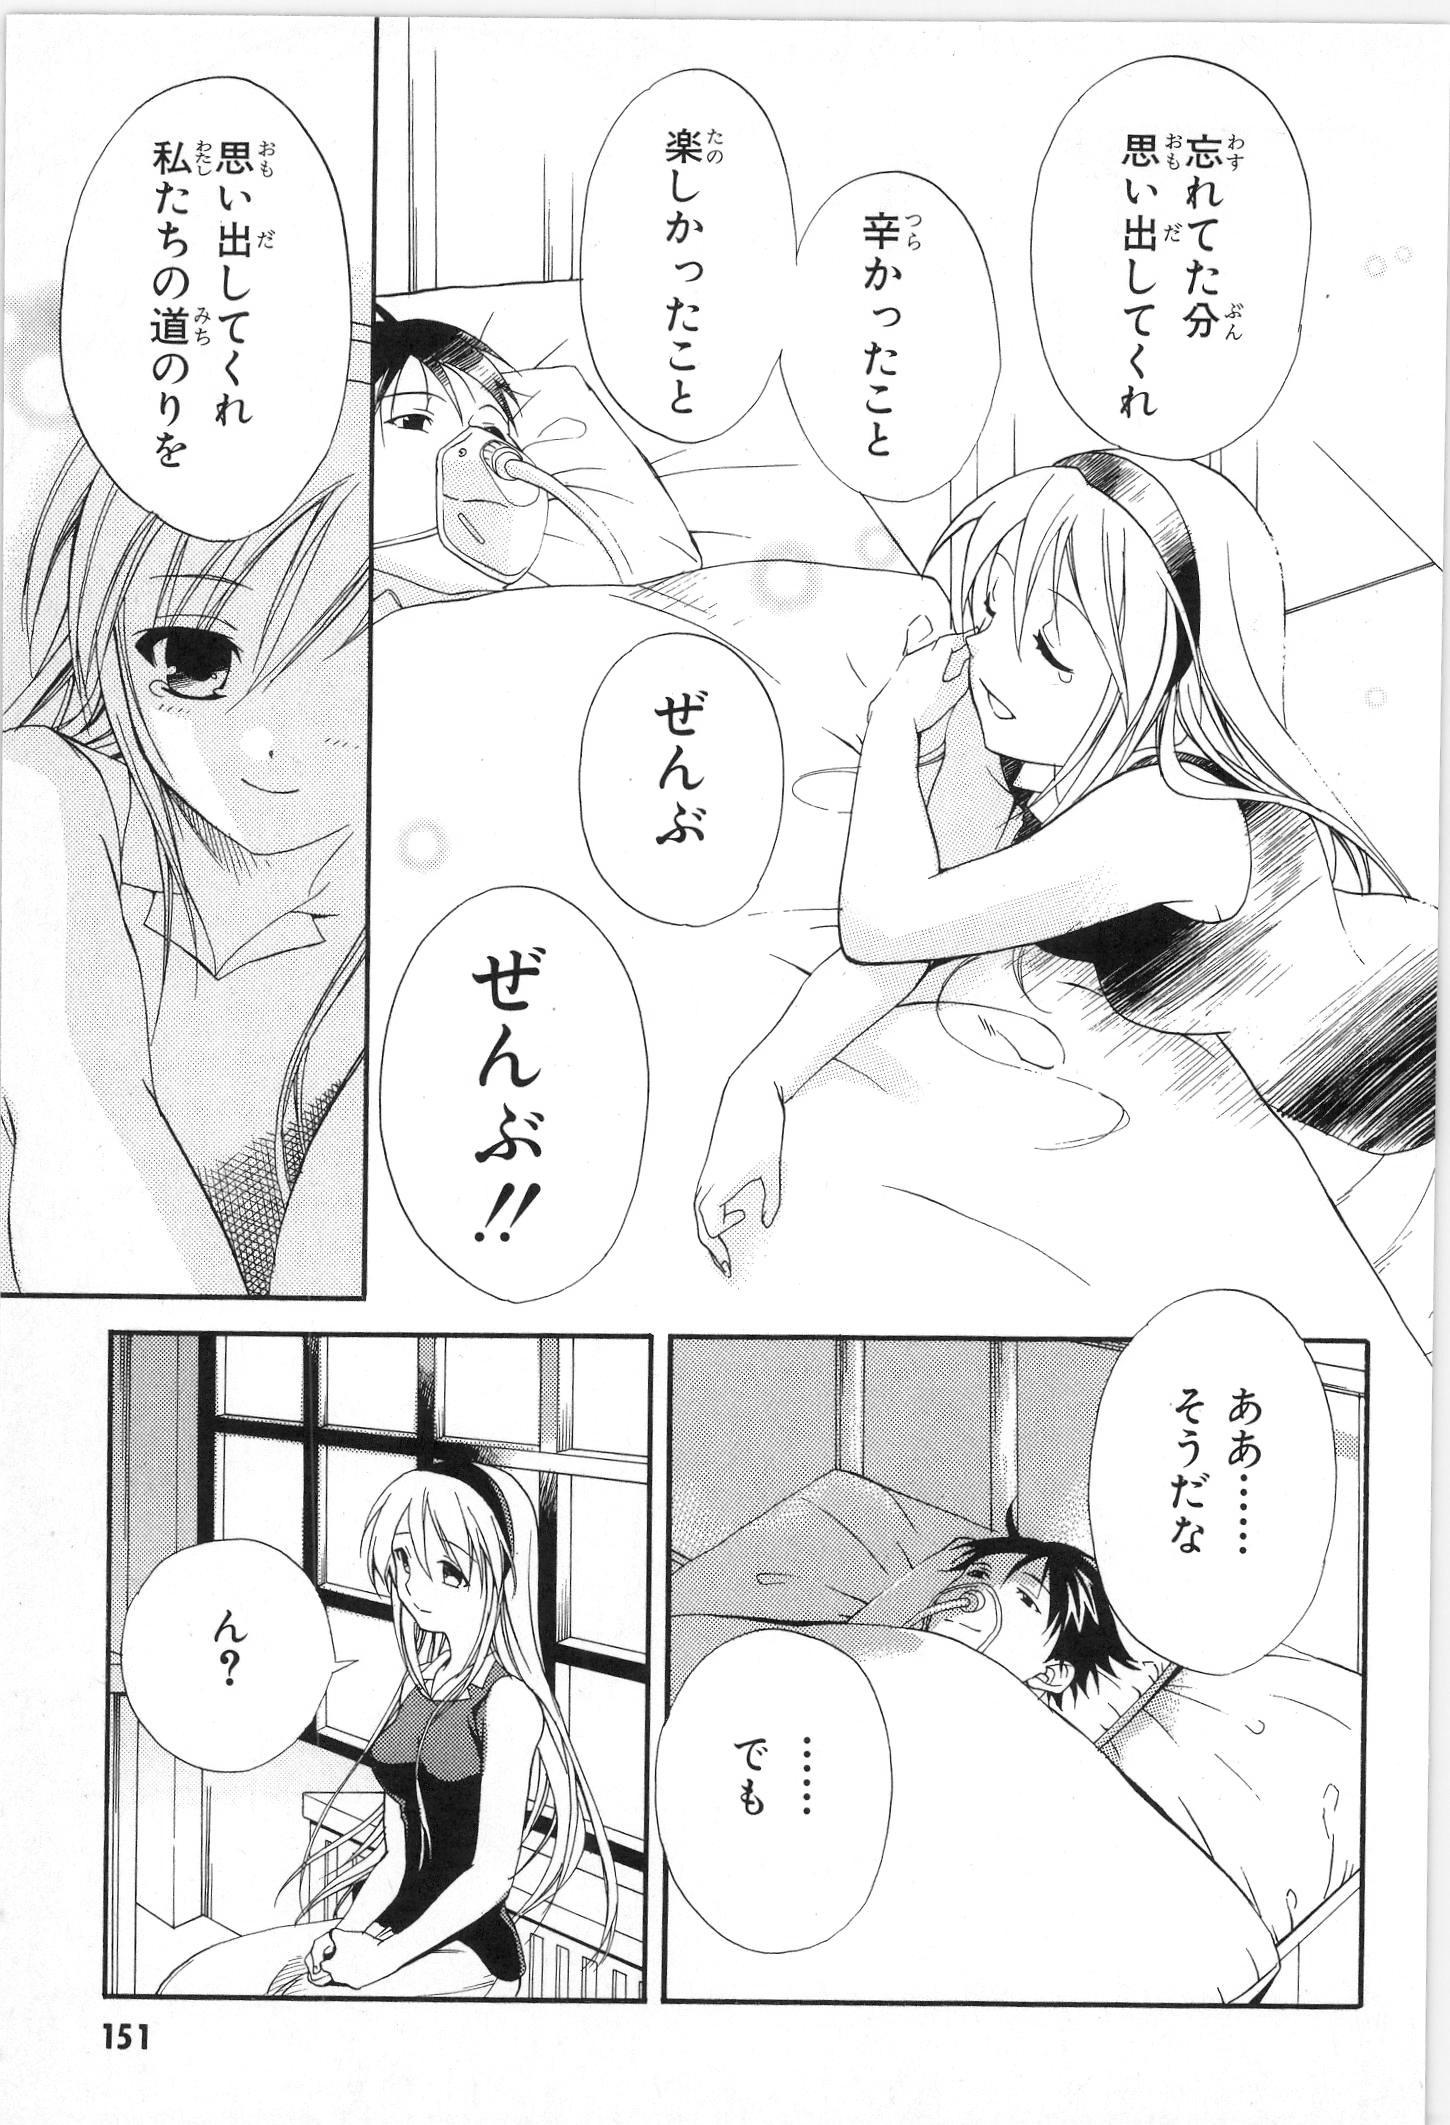 忘れてた分
思い出してくれ
辛かったこと
楽しかったこと
ぜんぶ
ぜんぶ!!
思い出してくれ
私たちの道のりを
ああ……
そうだな
……
でも
ん?
151